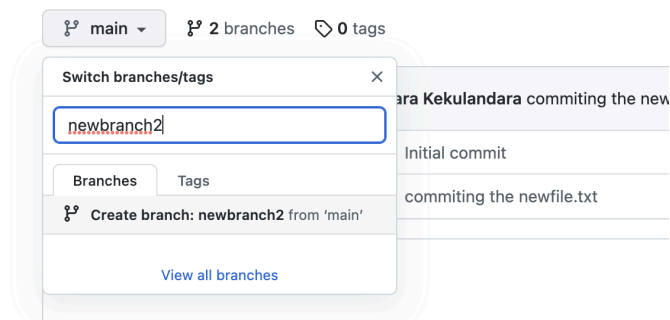 main
2 branches
0 tags
Switch branches/tags
Kekulandara commiting the new
newbranch2
Initial commit
Branches
Tags
commiting the newfile.txt
Create branch: newbranch2 from ‘main’
View all branches